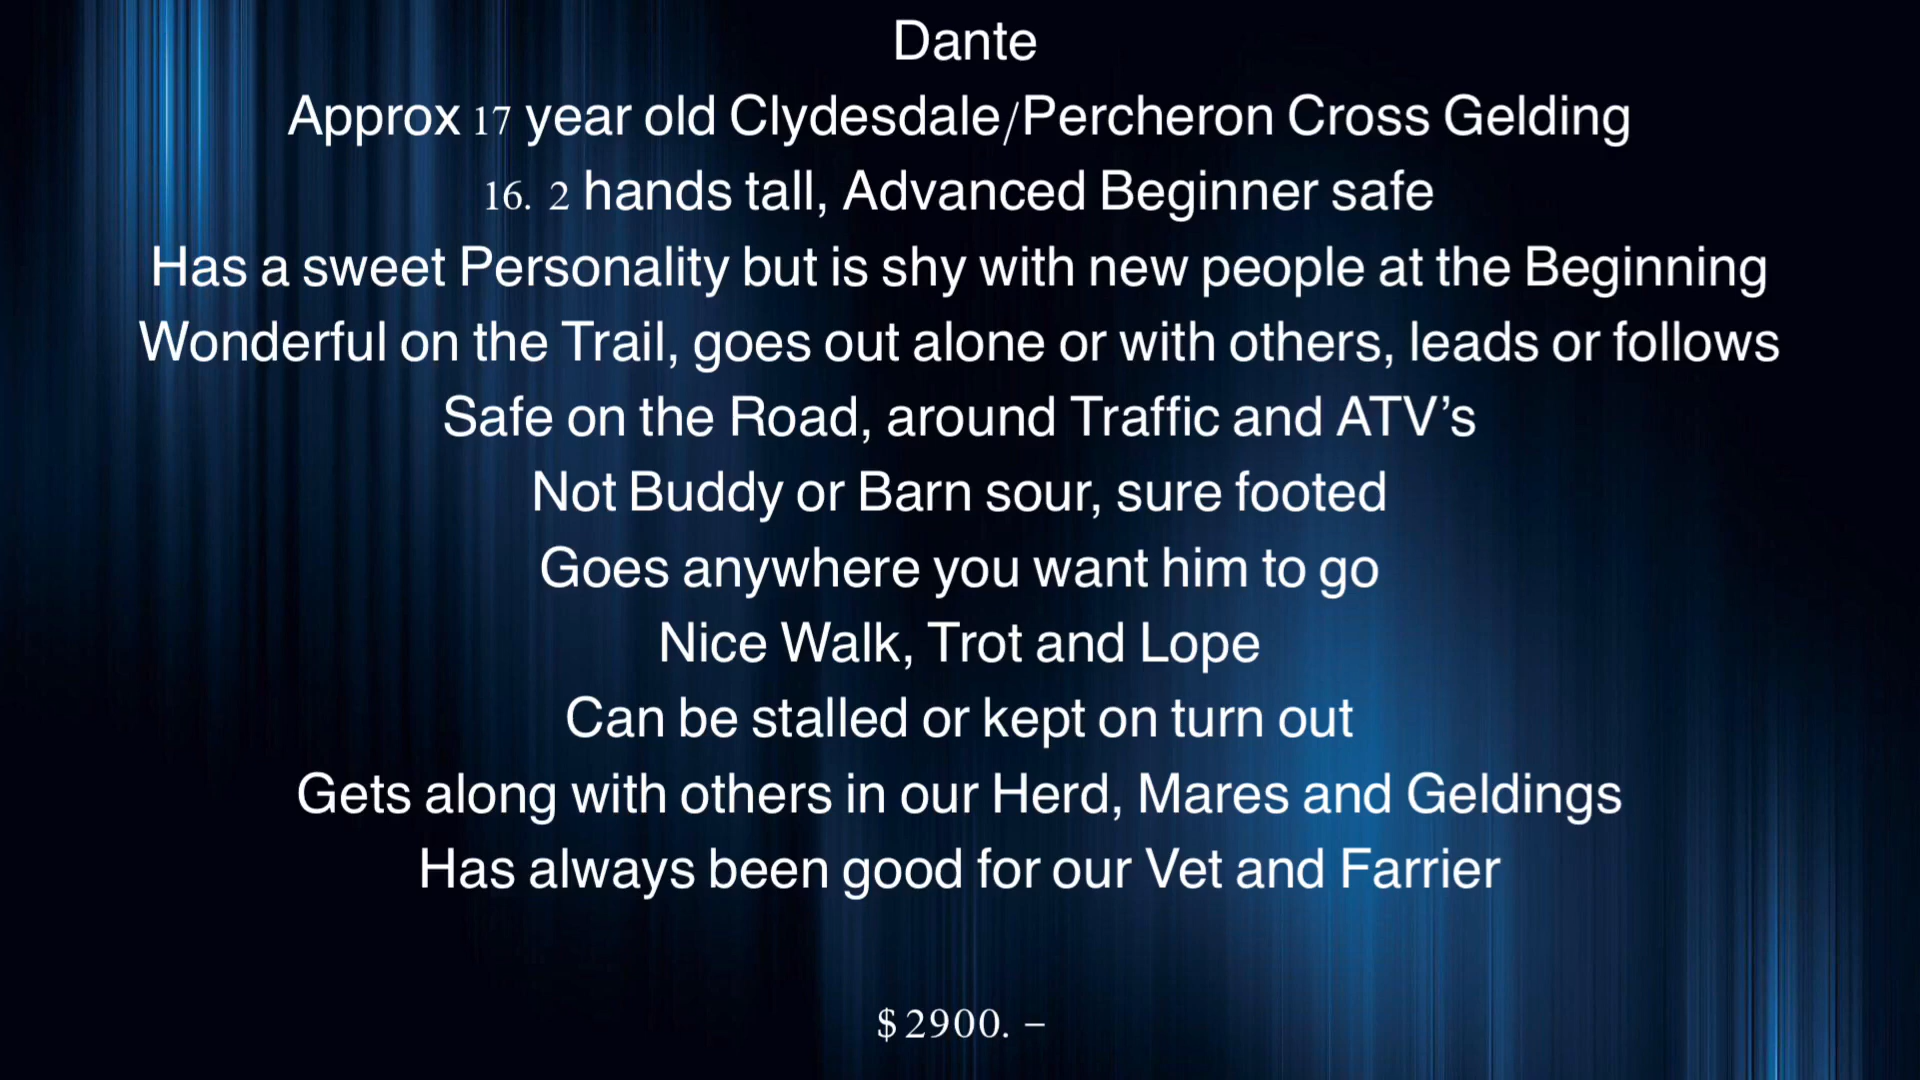 Dante
Approx 17 year old Clydesdale/Percheron Cross Gelding
16. 2 hands tall, Advanced Beginner safe
Has a sweet Personality but is shy with new people at the Beginning
Wonderful on the Trail, goes out alone or with others, leads or follows
Safe on the Road, around Traffic and ATV’s
Not Buddy or Barn sour, sure footed
Goes anywhere you want him to go
Nice Walk, Trot and Lope
Can be stalled or kept on turn out
Gets along with others in our Herd, Mares and Geldings
Has always been good for our Vet and Farrier
$ 2900. –